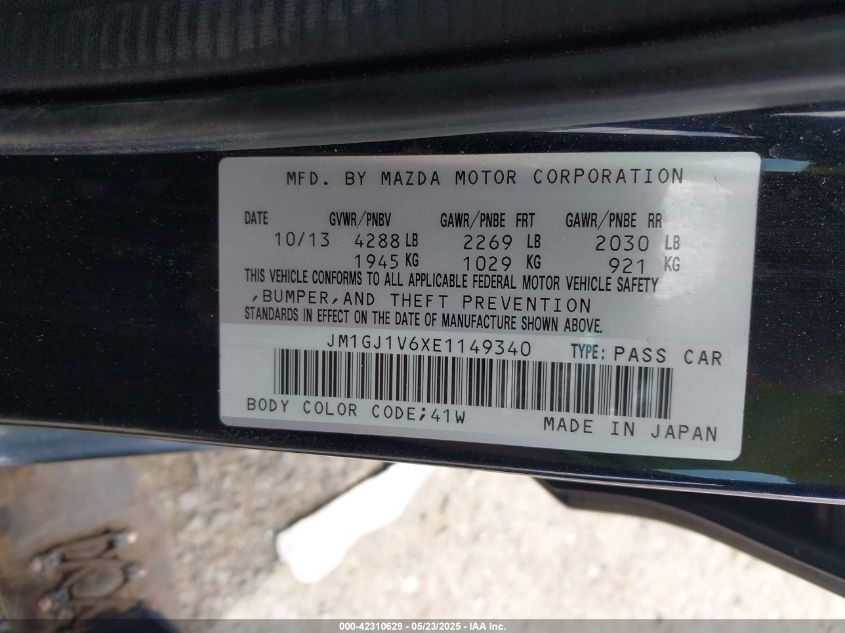 MFD. BY MAZDA MOTOR CORPORATION
DATE GVWR/PNBV GAWR/PNBE FRT GAWR/PNBE RR
10/13 4288 LB 2269 LB 2030 LB
1945 KG 1029 KG 921 KG
THIS VEHICLE CONFORMS TO ALL APPLICABLE FEDERAL MOTOR VEHICLE SAFETY
,BUMPER,AND THEFT PREVENTION
STANDARDS IN EFFECT ON THE DATE OF MANUFACTURE SHOWN ABOVE.
JM1GJ1V6XE1149340 TYPE: PASS CAR
BODY COLOR CODE;41W MADE IN JAPAN
000-42310629 - 05/23/2025 - IAA Inc.